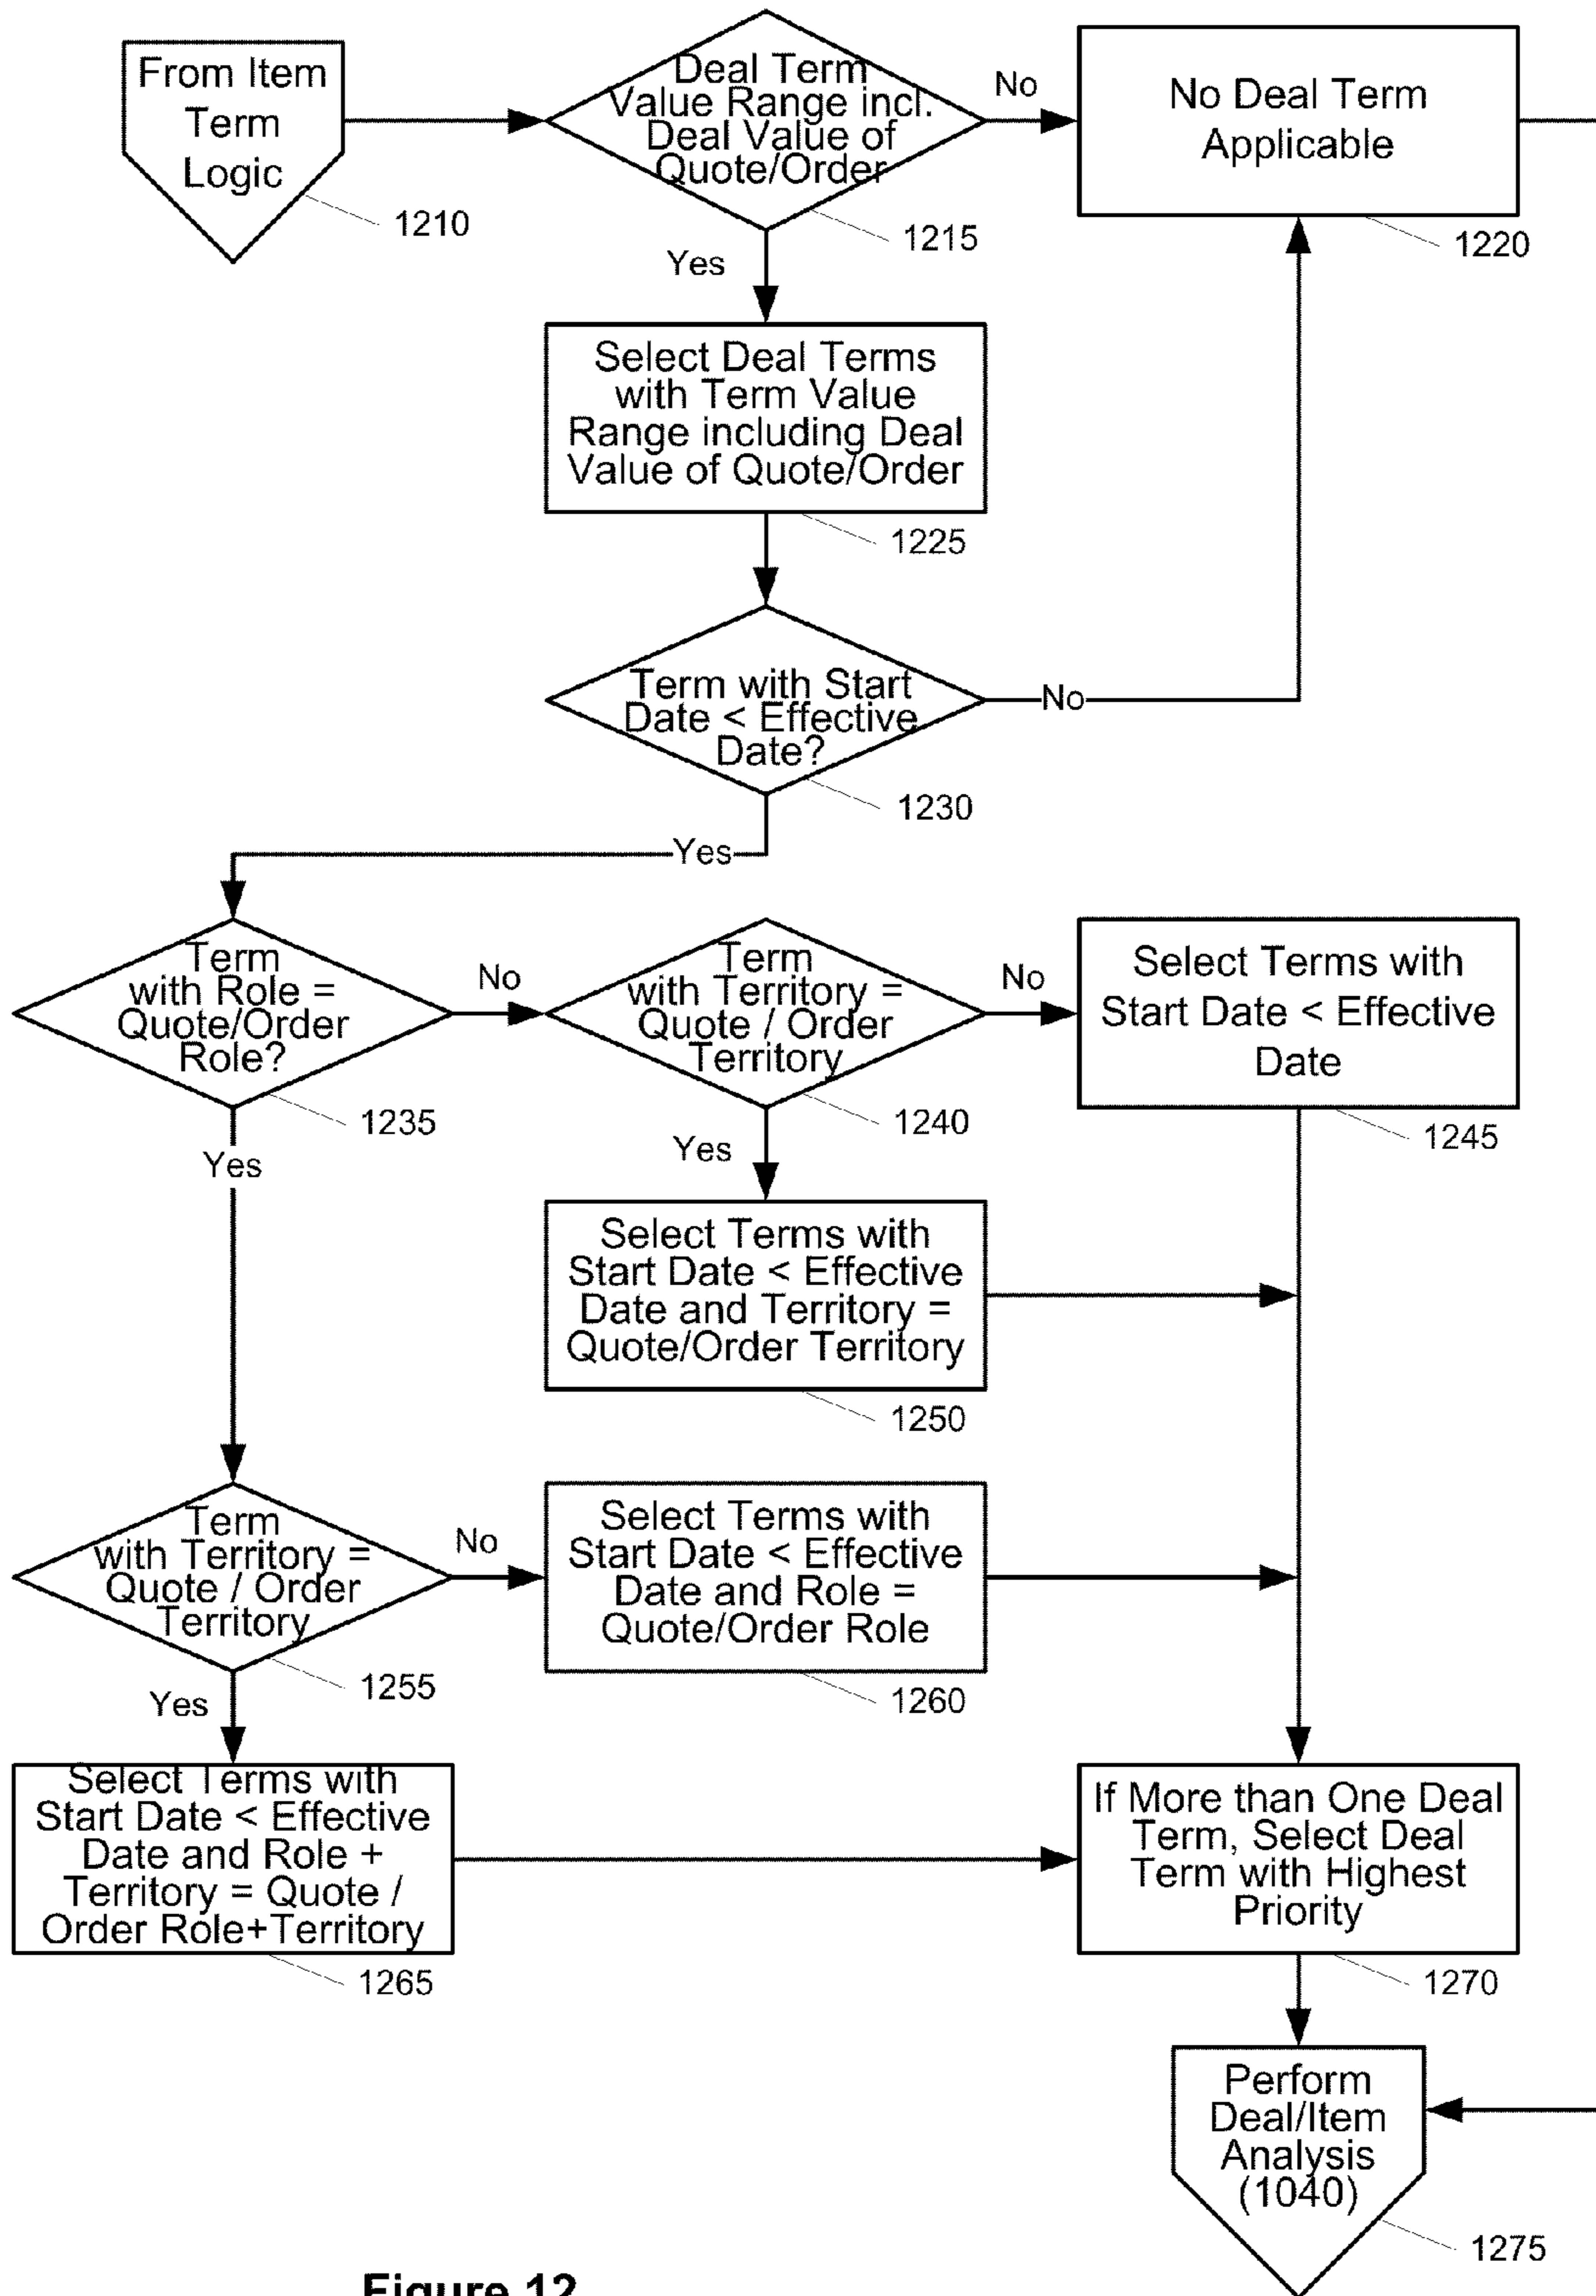 From Item
Term
Logic
1210
Deal Term
Value Range incl.
Deal Value of
Quote/Order
1215
No
No Deal Term
Applicable
1220
Yes
Select Deal Terms
with Term Value
Range including Deal
Value of Quote/Order
1225
Term with Start
Date < Effective
Date?
1230
No
Yes
Term
with Role =
Quote/Order
Role?
1235
No
Term
with Territory =
Quote / Order
Territory
1240
No
Select Terms with
Start Date < Effective
Date
1245
Yes
Yes
Select Terms with
Start Date < Effective
Date and Territory =
Quote/Order Territory
1250
Term
with Territory =
Quote / Order
Territory
1255
No
Select Terms with
Start Date < Effective
Date and Role =
Quote/Order Role
1260
Yes
Select Terms with
Start Date < Effective
Date and Role +
Territory = Quote /
Order Role+Territory
1265
If More than One Deal
Term, Select Deal
Term with Highest
Priority
1270
Perform
Deal/Item
Analysis
(1040)
1275
Figure 12